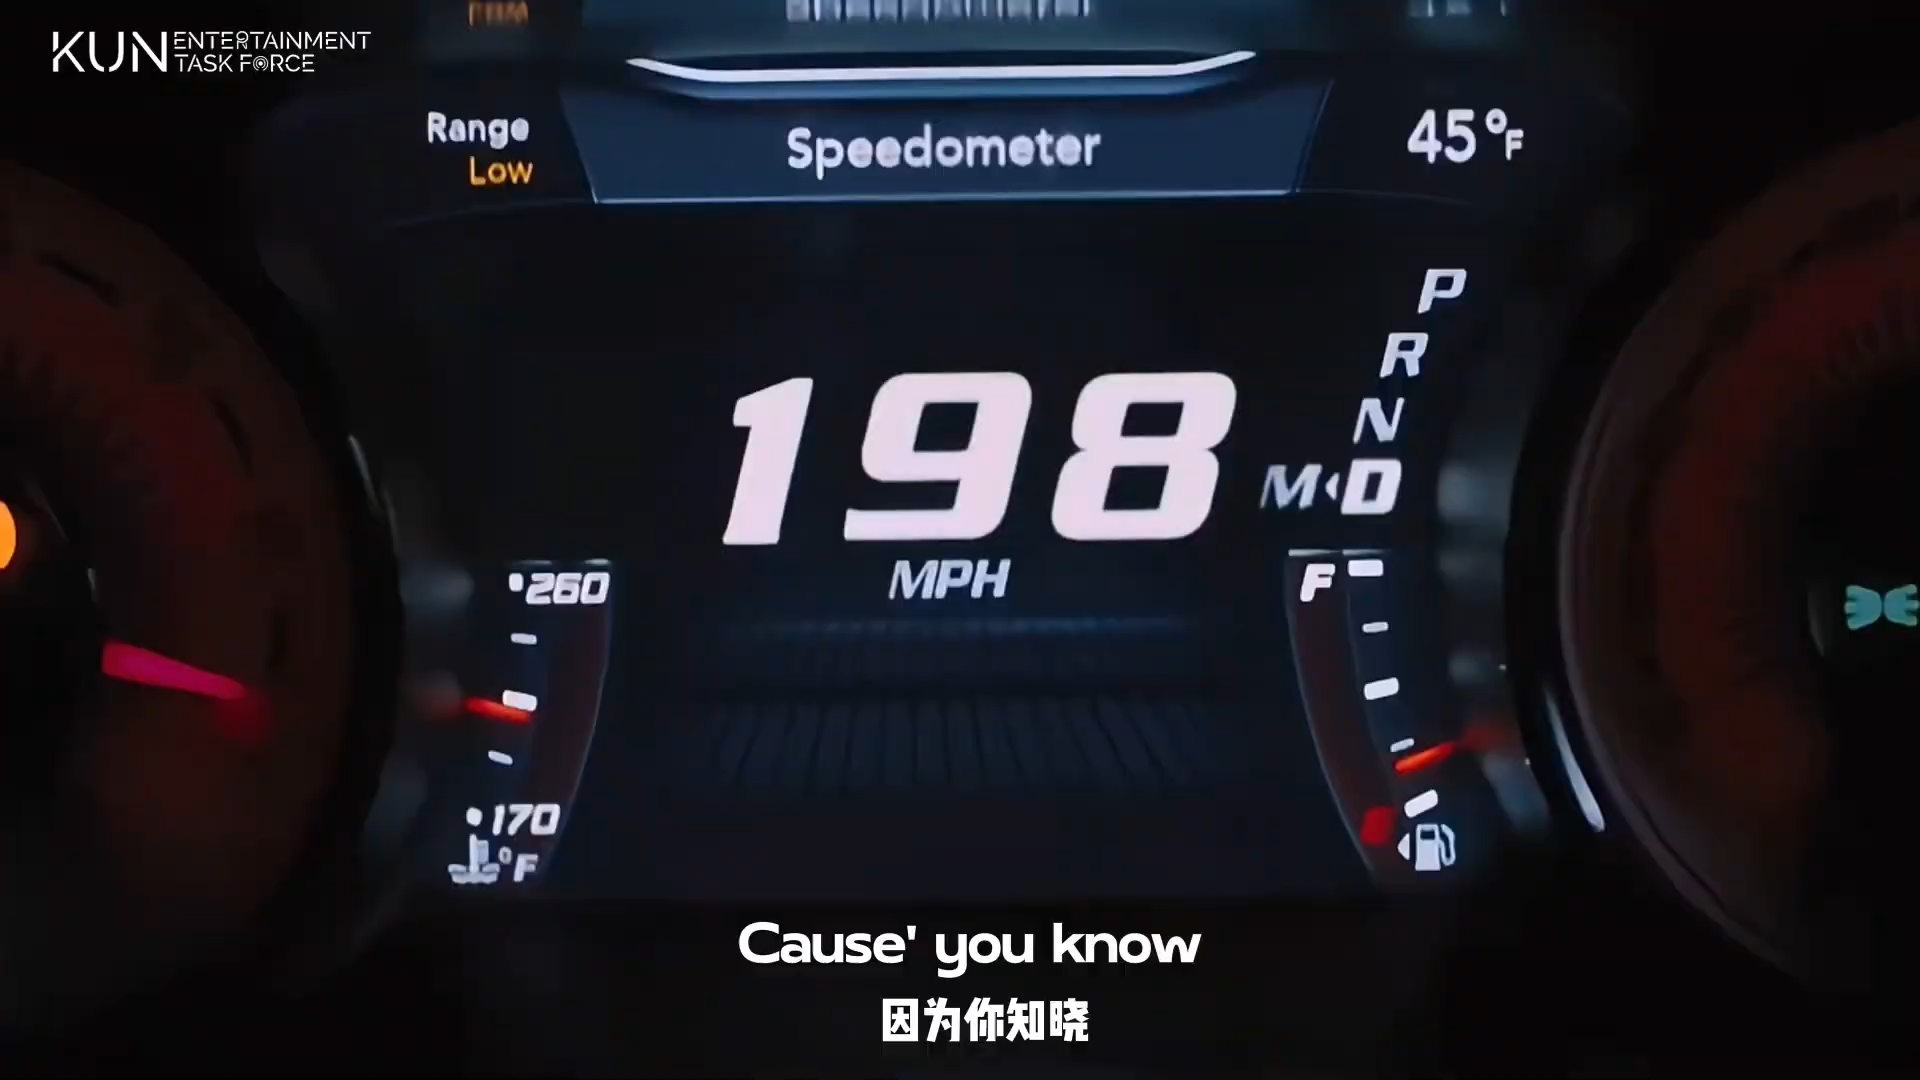 KUN ENTERTAINMENT
TASK FORCE
Range
Low
Speedometer
45°F
P
R
N
M D
198
MPH
260
F
170
°F
Cause' you know
因为你知晓